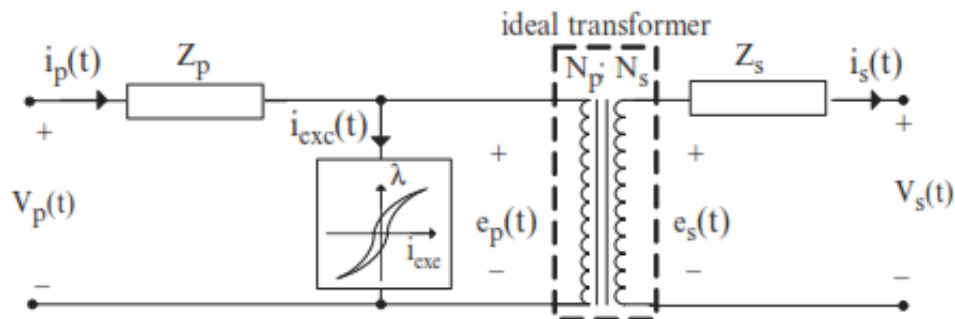 ideal transformer
i_p(t) Z_p N_p: N_s Z_s i_s(t)
i_exc(t)
+ + + +
λ
V_p(t) e_p(t) e_s(t) V_s(t)
i_exc
− − − −